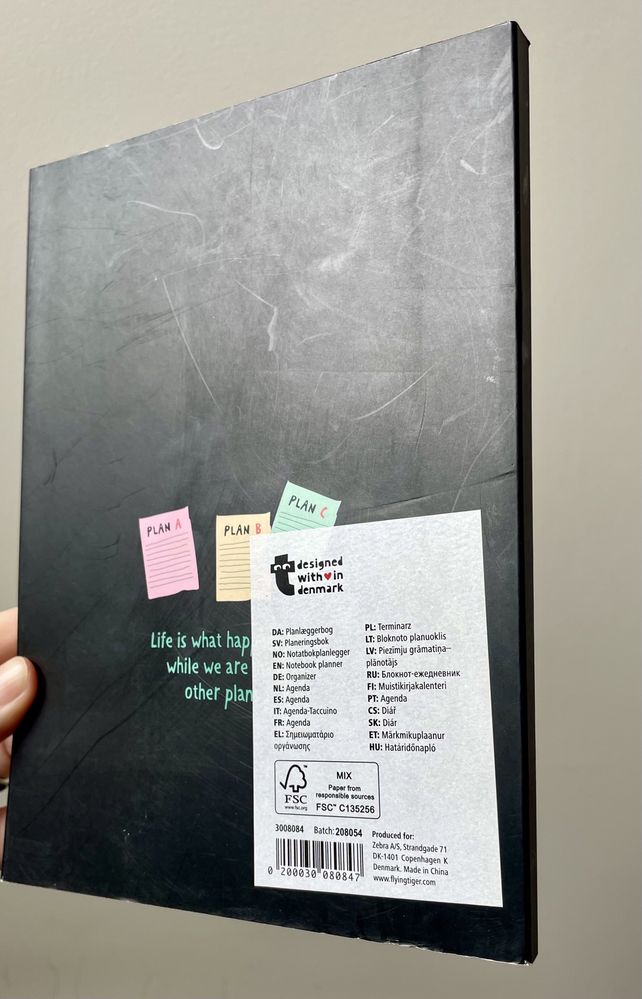 PLAN A
PLAN B
PLAN C
Life is what hap
while we are
other plan
designed
with♥in
denmark
DA: Planlæggerbog
SV: Planeringsbok
NO: Notatbokplanlegger
EN: Notebook planner
DE: Organizer
NL: Agenda
ES: Agenda
IT: Agenda-Taccuino
FR: Agenda
EL: Σημειωματάριο
οργάνωσης
PL: Terminarz
LT: Bloknoto planuoklis
LV: Piezīmju grāmatiņa–
plānotājs
RU: Блокнот-ежедневник
FI: Muistikirjakalenteri
PT: Agenda
CS: Diář
SK: Diár
ET: Märkmikuplaanur
HU: Határidőnapló
FSC
www.fsc.org
MIX
Paper from
responsible sources
FSC™ C135256
3008084 Batch: 208054
0 200030 080847
Produced for:
Zebra A/S, Strandgade 71
DK-1401 Copenhagen K
Denmark. Made in China
www.flyingtiger.com